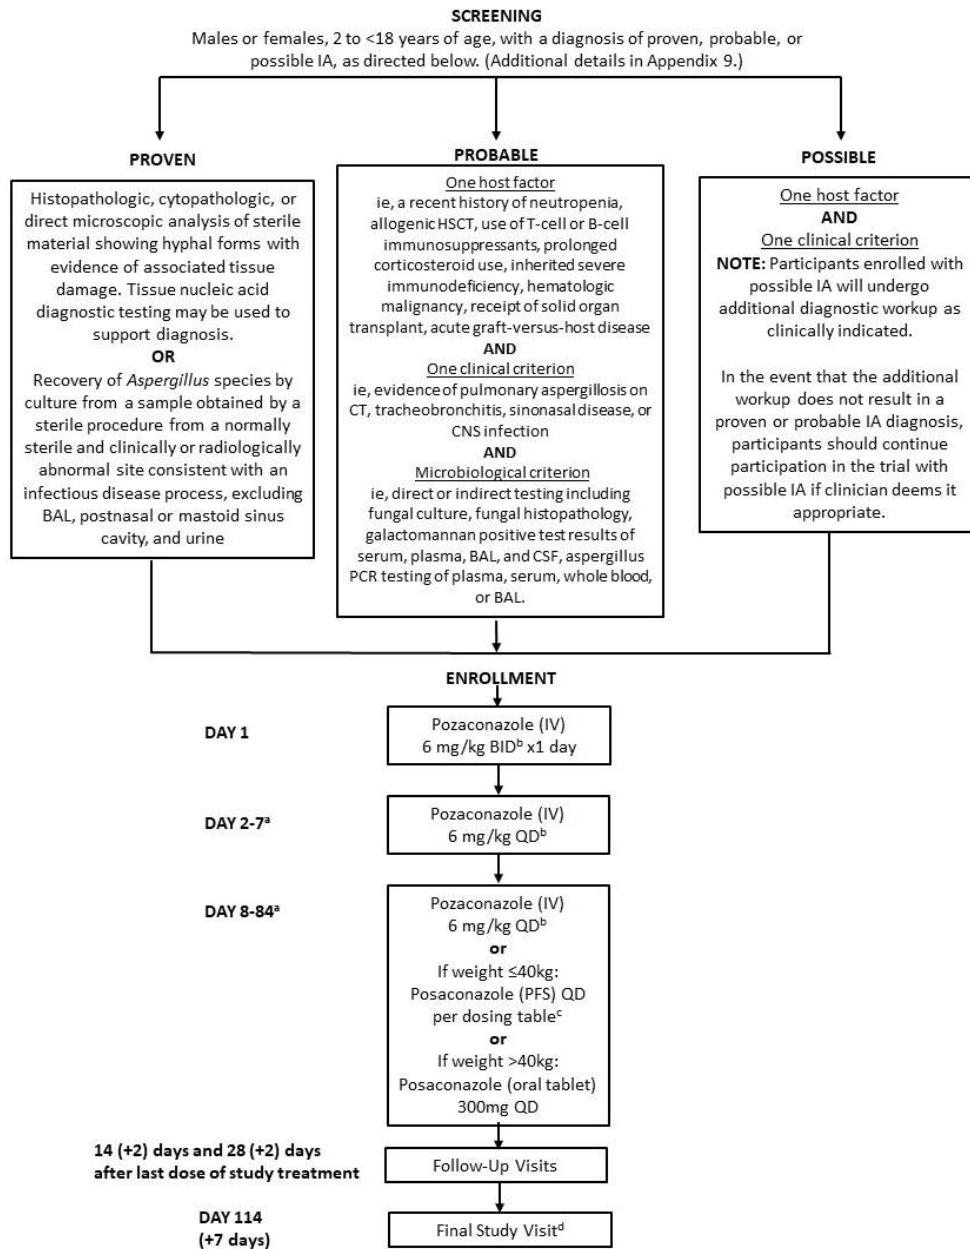 SCREENING
Males or females, 2 to <18 years of age, with a diagnosis of proven, probable, or
possible IA, as directed below. (Additional details in Appendix 9.)
PROVEN
Histopathologic, cytopathologic, or
direct microscopic analysis of sterile
material showing hyphal forms with
evidence of associated tissue
damage. Tissue nucleic acid
diagnostic testing may be used to
support diagnosis.
OR
Recovery of Aspergillus species by
culture from a sample obtained by a
sterile procedure from a normally
sterile and clinically or radiologically
abnormal site consistent with an
infectious disease process, excluding
BAL, postnasal or mastoid sinus
cavity, and urine
PROBABLE
One host factor
ie, a recent history of neutropenia,
allogenic HSCT, use of T-cell or B-cell
immunosuppressants, prolonged
corticosteroid use, inherited severe
immunodeficiency, hematologic
malignancy, receipt of solid organ
transplant, acute graft-versus-host disease
AND
One clinical criterion
ie, evidence of pulmonary aspergillosis on
CT, tracheobronchitis, sinonasal disease, or
CNS infection
AND
Microbiological criterion
ie, direct or indirect testing including
fungal culture, fungal histopathology,
galactomannan positive test results of
serum, plasma, BAL, and CSF, aspergillus
PCR testing of plasma, serum, whole blood,
or BAL.
POSSIBLE
One host factor
AND
One clinical criterion
NOTE: Participants enrolled with
possible IA will undergo
additional diagnostic workup as
clinically indicated.
In the event that the additional
workup does not result in a
proven or probable IA diagnosis,
participants should continue
participation in the trial with
possible IA if clinician deems it
appropriate.
ENROLLMENT
DAY 1
Pozaconazole (IV)
6 mg/kg BIDᵇ x1 day
DAY 2-7ᵃ
Pozaconazole (IV)
6 mg/kg QDᵇ
DAY 8-84ᵃ
Pozaconazole (IV)
6 mg/kg QDᵇ
or
If weight ≤40kg:
Posaconazole (PFS) QD
per dosing tableᶜ
or
If weight >40kg:
Posaconazole (oral tablet)
300mg QD
14 (+2) days and 28 (+2) days
after last dose of study treatment
Follow-Up Visits
DAY 114
(+7 days)
Final Study Visitᵈ